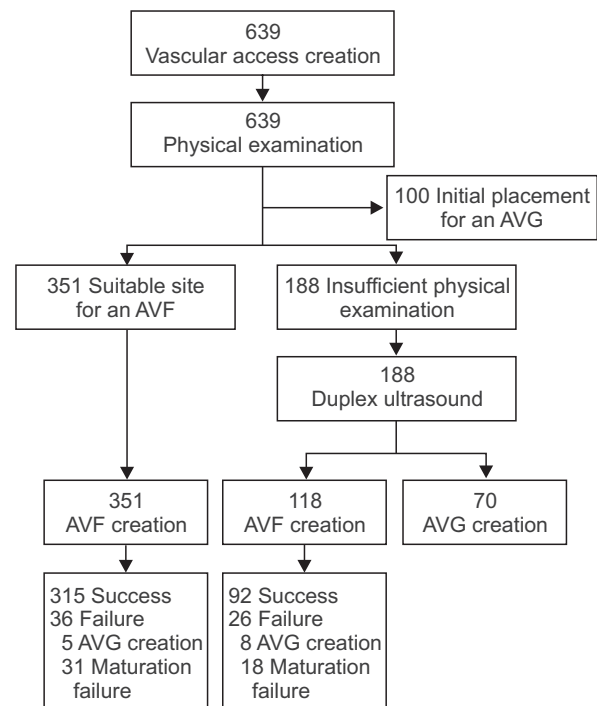 639
Vascular access creation
639
Physical examination
100 Initial placement
for an AVG
351 Suitable site
for an AVF
188 Insufficient physical
examination
188
Duplex ultrasound
351
AVF creation
118
AVF creation
70
AVG creation
315 Success
36 Failure
5 AVG creation
31 Maturation
failure
92 Success
26 Failure
8 AVG creation
18 Maturation
failure